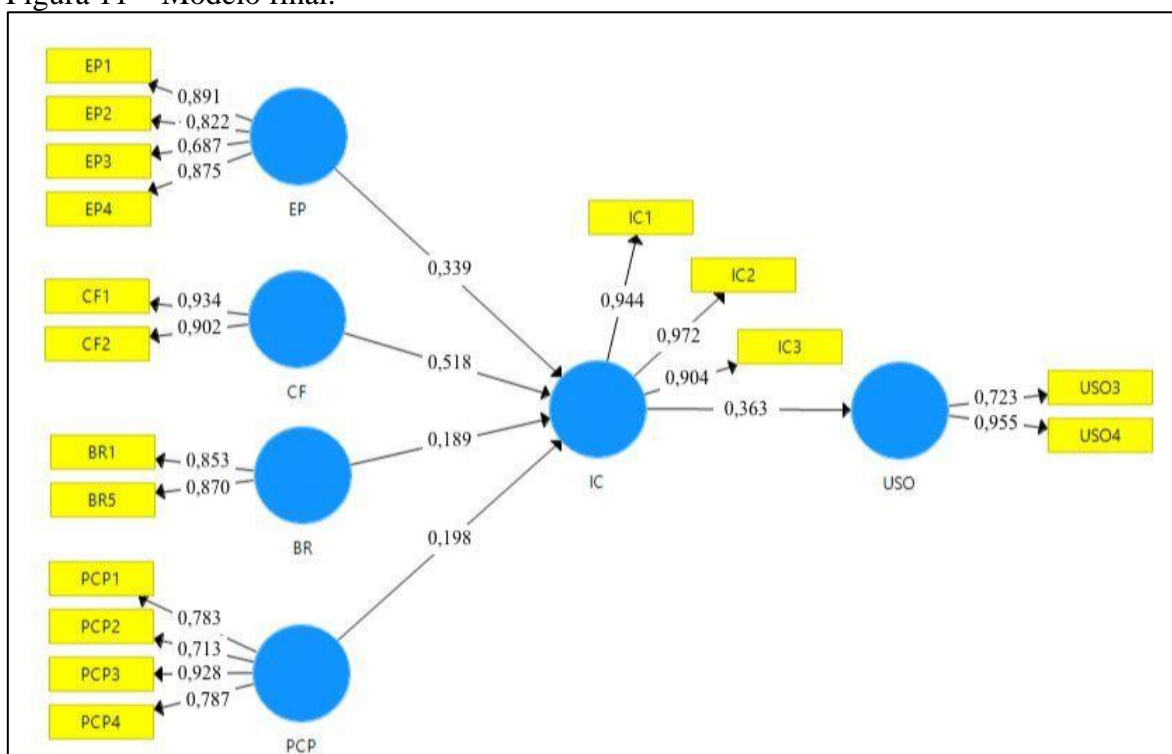 Figura 11 – Modelo final.
EP1
EP2
EP3
EP4
0,891
0,822
0,687
0,875
EP
0,339
CF1
CF2
0,934
0,902
CF
0,518
BR1
BR5
0,853
0,870
BR
0,189
PCP1
PCP2
PCP3
PCP4
0,783
0,713
0,928
0,787
PCP
0,198
IC1
IC2
IC3
0,944
0,972
0,904
IC
0,363
USO
0,723
0,955
USO3
USO4